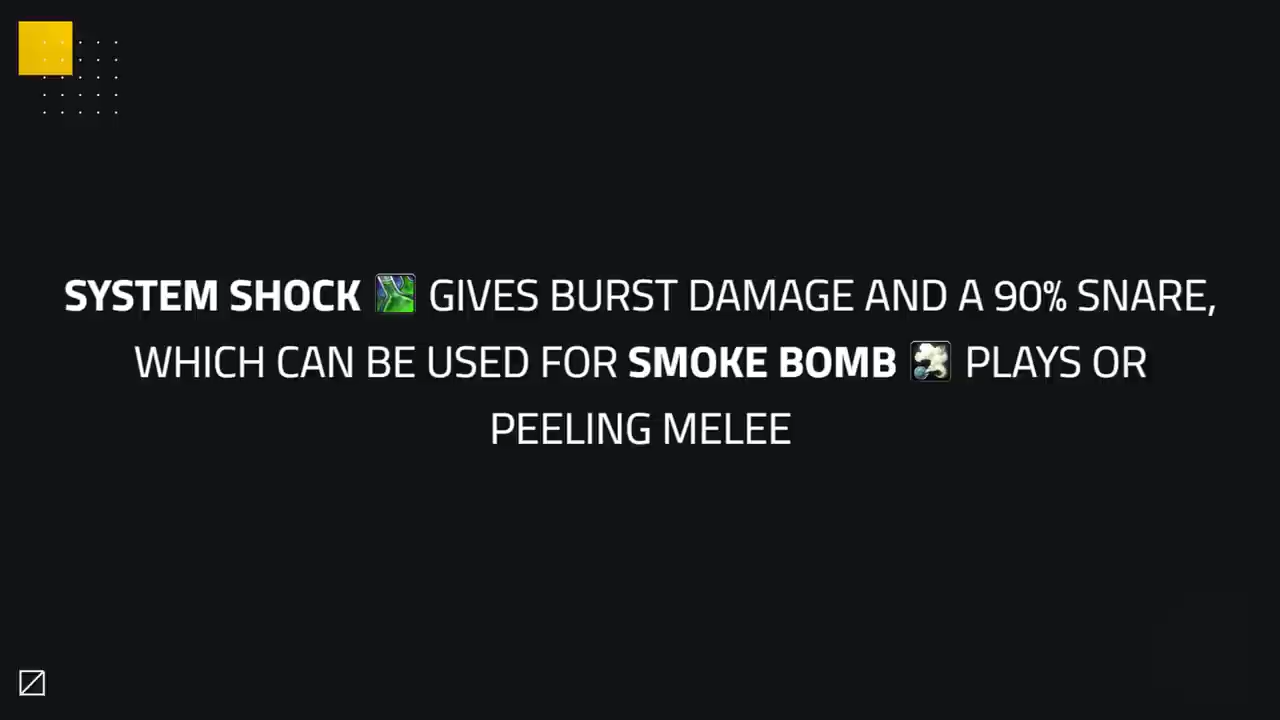 SYSTEM SHOCK GIVES BURST DAMAGE AND A 90% SNARE,
WHICH CAN BE USED FOR SMOKE BOMB PLAYS OR
PEELING MELEE